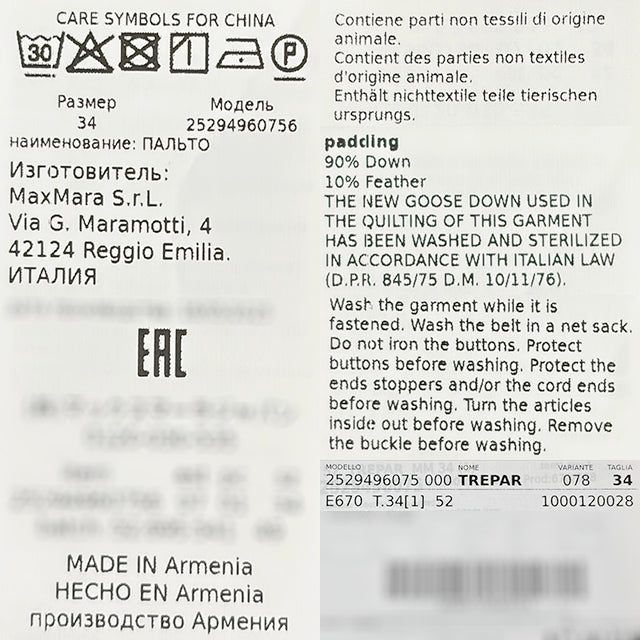 CARE SYMBOLS FOR CHINA
30
P
Размер
34
Модель
25294960756
наименование: ПАЛЬТО
Изготовитель:
MaxMara S.r.L.
Via G. Maramotti, 4
42124 Reggio Emilia.
ИТАЛИЯ
EAC
MADE IN Armenia
HECHO EN Armenia
производство Армения
Contiene parti non tessili di origine
animale.
Contient des parties non textiles
d'origine animale.
Enthält nichttextile teile tierischen
ursprungs.
padding
90% Down
10% Feather
THE NEW GOOSE DOWN USED IN
THE QUILTING OF THIS GARMENT
HAS BEEN WASHED AND STERILIZED
IN ACCORDANCE WITH ITALIAN LAW
(D.P.R. 845/75 D.M. 10/11/76).
Wash the garment while it is
fastened. Wash the belt in a net sack.
Do not iron the buttons. Protect
buttons before washing. Protect the
ends stoppers and/or the cord ends
before washing. Turn the articles
inside out before washing. Remove
the buckle before washing.
MODELLO NOME VARIANTE TAGLIA
2529496075 000 TREPAR 078 34
E670 T.34[1] 52 1000120028